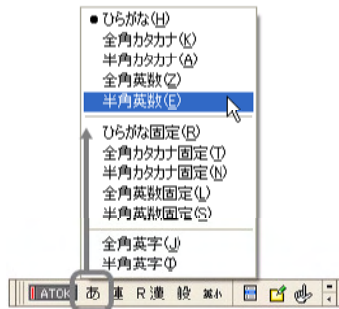 ● ひらがな(H)
全角カタカナ(K)
半角カタカナ(A)
全角英数(Z)
半角英数(E)
ひらがな固定(R)
全角カタカナ固定(T)
半角カタカナ固定(N)
全角英数固定(L)
半角英数固定(S)
全角英字(J)
半角英字(I)
ATOK あ 連 R漢 般 英小